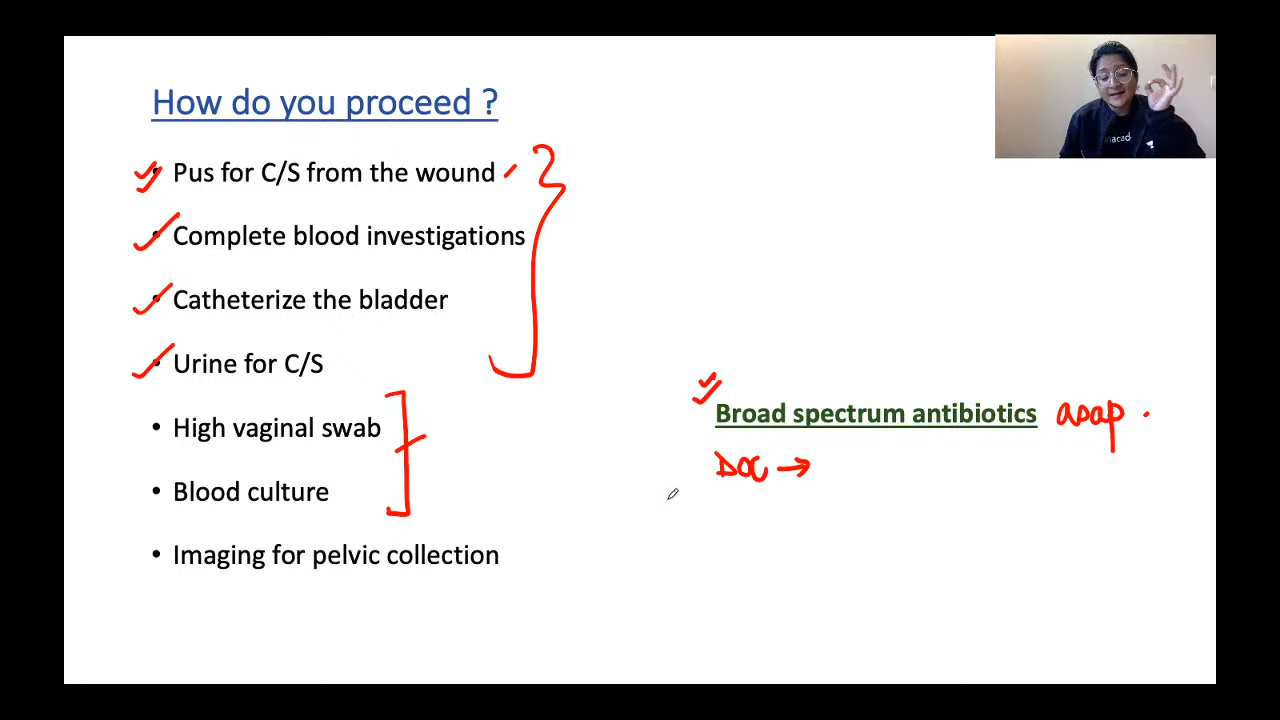 How do you proceed ?
• Pus for C/S from the wound
• Complete blood investigations
• Catheterize the bladder
• Urine for C/S
• High vaginal swab
• Blood culture
• Imaging for pelvic collection
Broad spectrum antibiotics asap .
DOC →